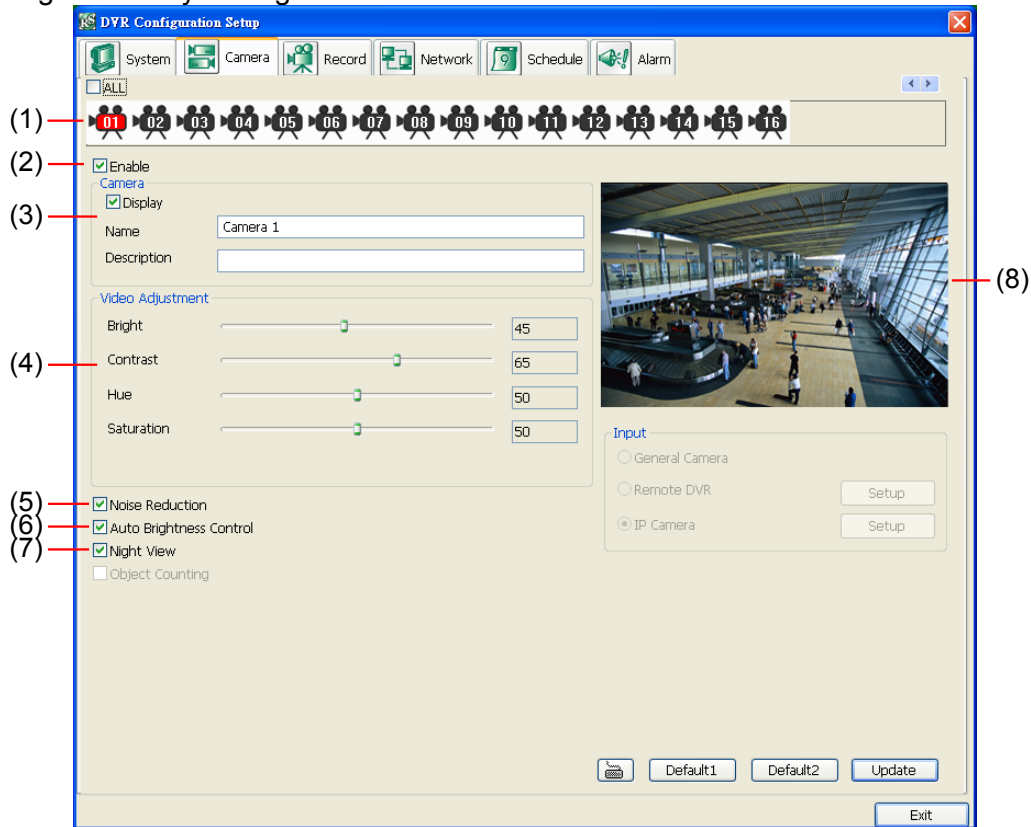 DVR Configuration Setup
System Camera Record Network Schedule Alarm
ALL
(1) 01 02 03 04 05 06 07 08 09 10 11 12 13 14 15 16
(2) Enable
Camera
Display
(3)
Name Camera 1
Description
(8)
Video Adjustment
Bright 45
(4) Contrast 65
Hue 50
Saturation 50
Input
General Camera
Remote DVR Setup
IP Camera Setup
(5) Noise Reduction
(6) Auto Brightness Control
(7) Night View
Object Counting
Default1 Default2 Update
Exit